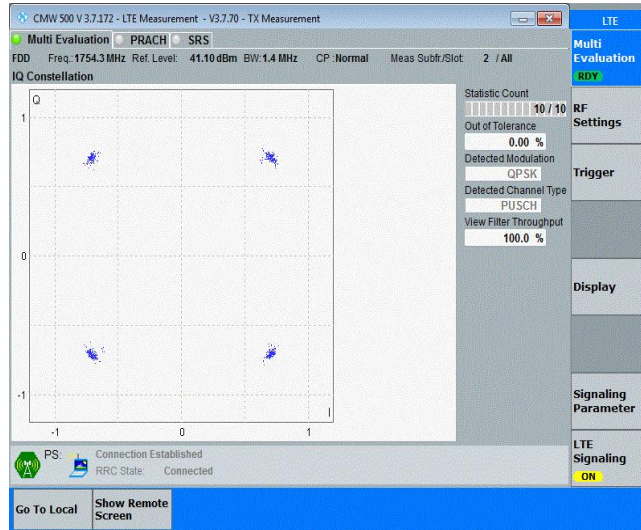 CMW 500 V 3.7.172 - LTE Measurement - V3.7.70 - TX Measurement
LTE
Multi Evaluation PRACH SRS
FDD Freq.:1754.3 MHz Ref. Level: 41.10 dBm BW:1.4 MHz CP :Normal Meas Subfr./Slot: 2 / All
IQ Constellation
Q
1
0
-1
-1
0
1
I
Statistic Count
10 / 10
Out of Tolerance
0.00 %
Detected Modulation
QPSK
Detected Channel Type
PUSCH
View Filter Throughput
100.0 %
Multi
Evaluation
RDY
RF
Settings
Trigger
Display
Signaling
Parameter
LTE
Signaling
ON
PS: Connection Established
RRC State: Connected
Go To Local
Show Remote
Screen